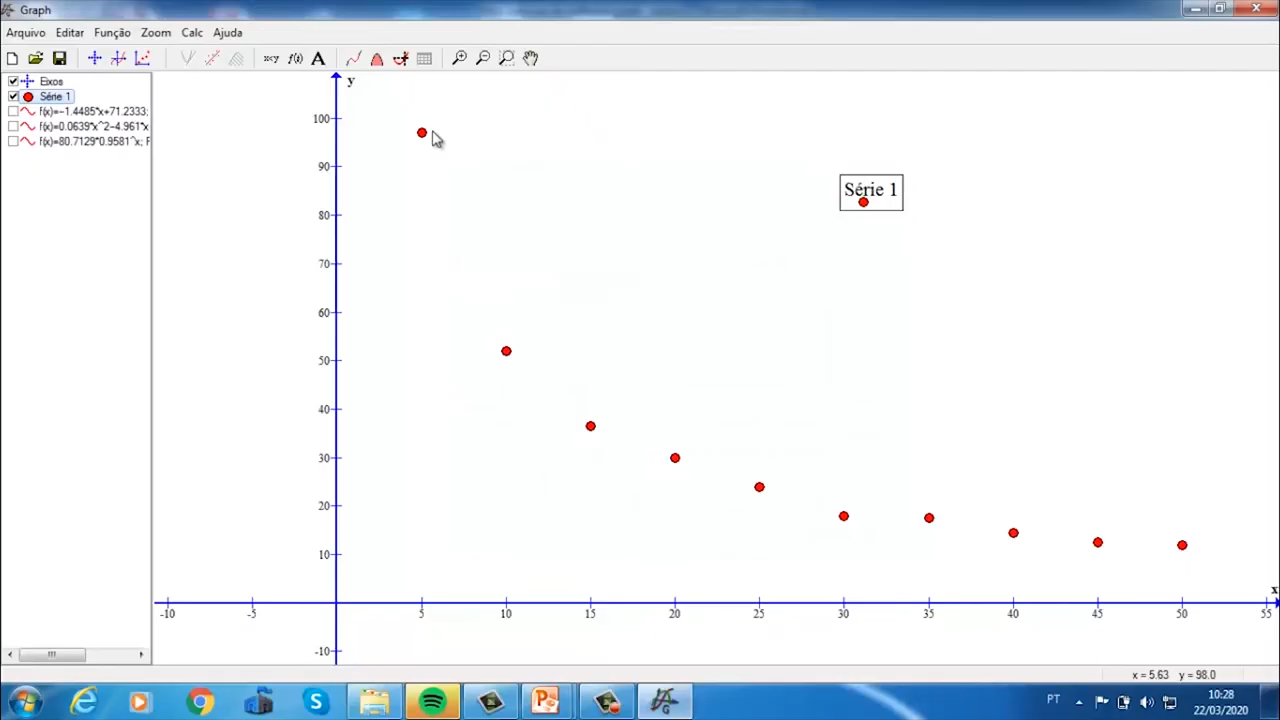 Graph
Arquivo Editar Função Zoom Calc Ajuda
Eixos
Série 1
f(x)=-1.4485*x+71.2333;
f(x)=0.0639*x^2-4.961*x
f(x)=80.7129*0.9581^x; F
y
100
90
80
70
60
50
40
30
20
10
-10
Série 1
x
-10 -5 5 10 15 20 25 30 35 40 45 50 55
x = 5.63 y = 98.0
PT
10:28
22/03/2020